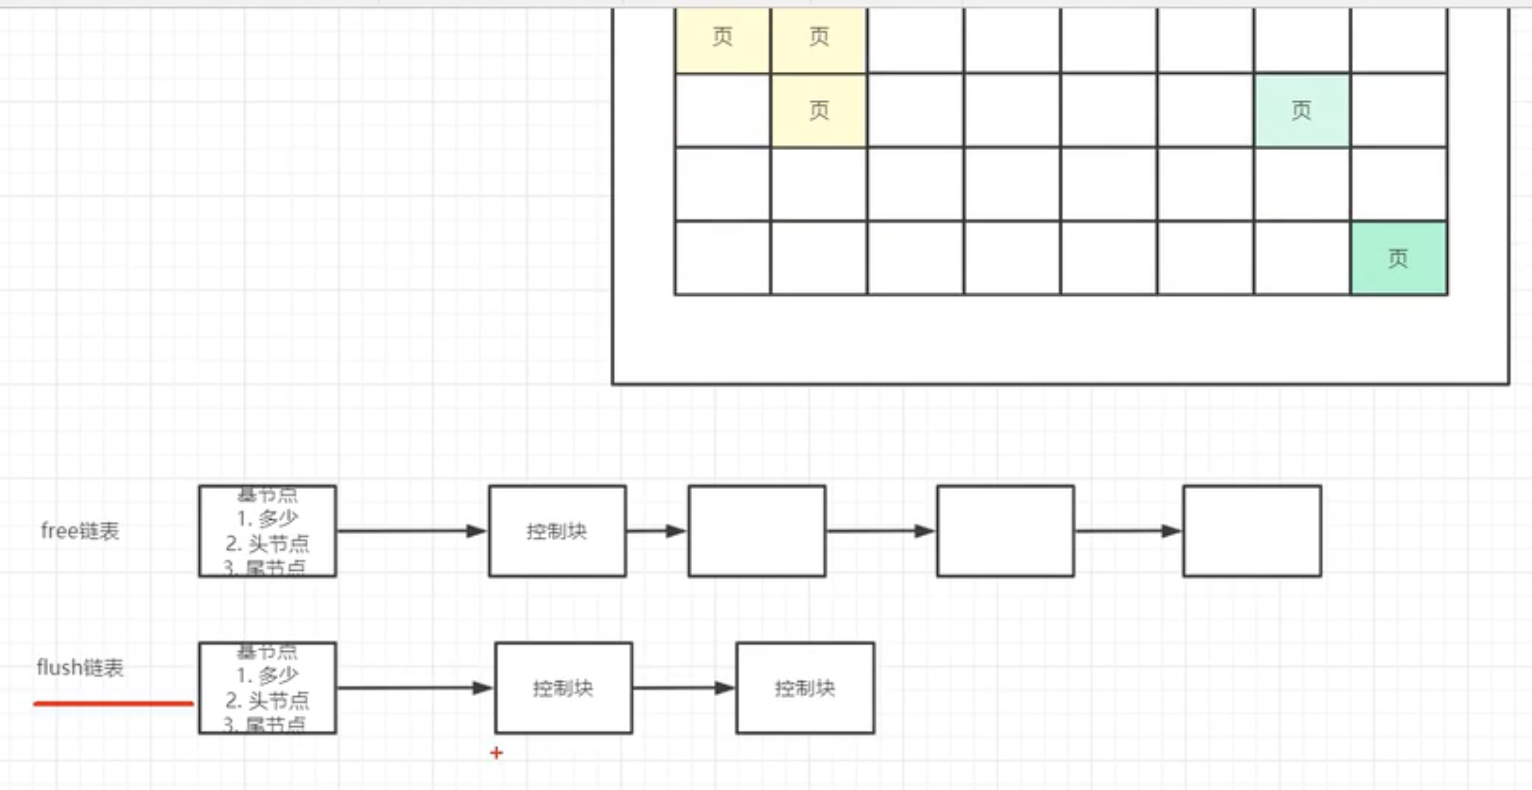 页 页
页 页
页
free链表
基节点
1. 多少
2. 头节点
3. 尾节点
控制块
flush链表
基节点
1. 多少
2. 头节点
3. 尾节点
控制块
控制块